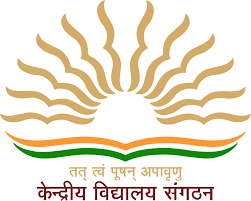 तत् त्वं पूषन् अपावृणु
केन्द्रीय विद्यालय संगठन